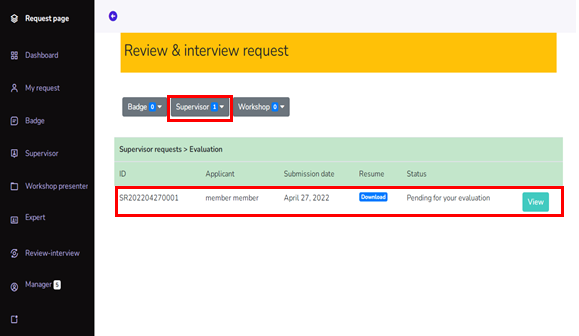 Request page
Dashboard
My request
Badge
Supervisor
Workshop presenter
Expert
Review-interview
Manager 5
Review & interview request
Badge 0 Supervisor 1 Workshop 0
Supervisor requests > Evaluation
ID Applicant Submission date Resume Status
SR202204270001 member member April 27, 2022 Download Pending for your evaluation View